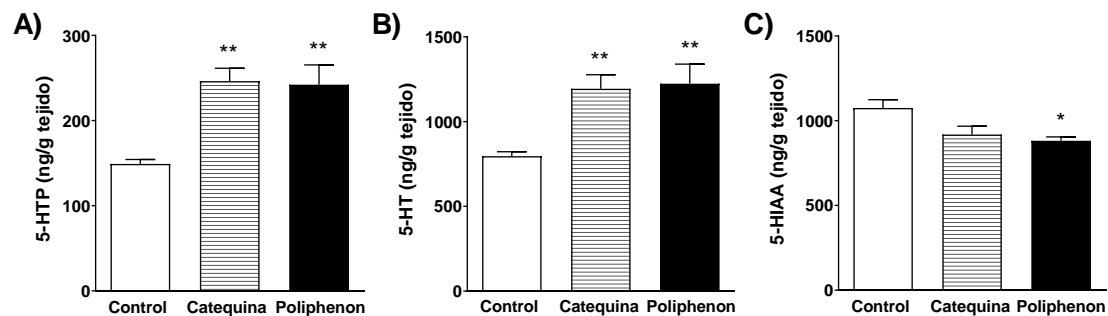 A)
5-HTP (ng/g tejido)
300
200
100
0
**
**
Control Catequina Poliphenon
B)
5-HT (ng/g tejido)
1500
1000
500
0
**
**
Control Catequina Poliphenon
C)
5-HIAA (ng/g tejido)
1500
1000
500
0
*
Control Catequina Poliphenon